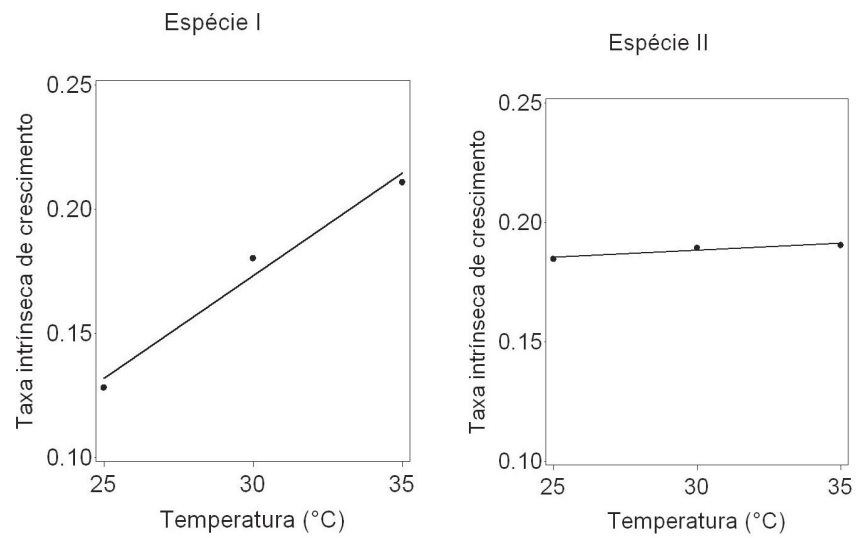 Espécie I
Taxa intrínseca de crescimento
0.25
0.20
0.15
0.10
25
30
35
Temperatura (°C)
Espécie II
Taxa intrínseca de crescimento
0.25
0.20
0.15
0.10
25
30
35
Temperatura (°C)